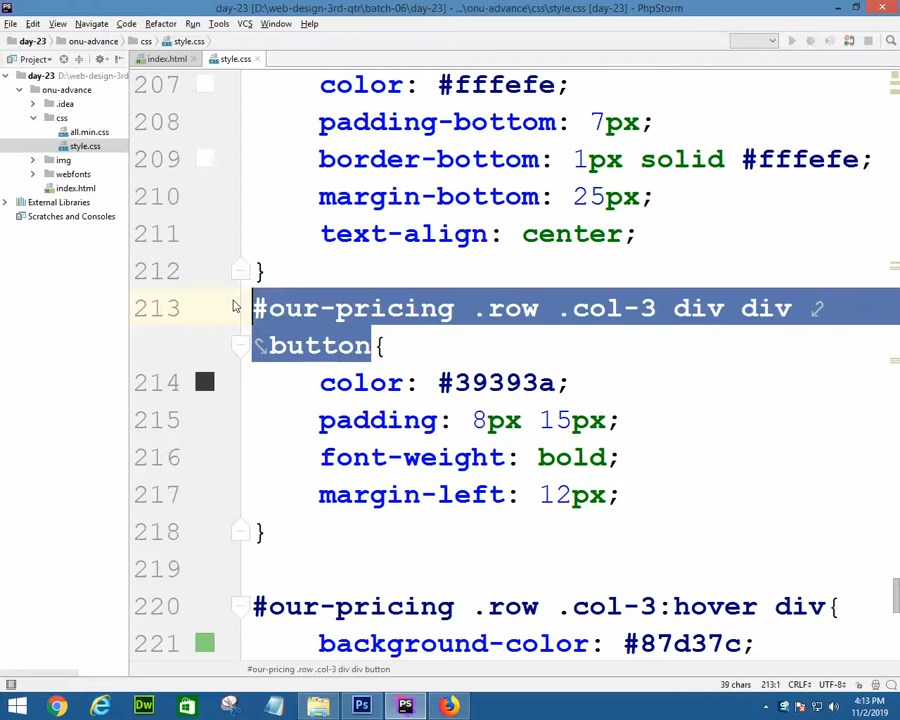 day-23 [D:\web-design-3rd-qtr\batch-06\day-23] - ...\onu-advance\css\style.css [day-23] - PhpStorm
File Edit View Navigate Code Refactor Run Tools VCS Window Help
day-23 onu-advance css style.css
Project index.html style.css
day-23 D:\web-design-3rd
onu-advance
.idea
css
all.min.css
style.css
img
webfonts
index.html
External Libraries
Scratches and Consoles
207 color: #fffefe;
208 padding-bottom: 7px;
209 border-bottom: 1px solid #fffefe;
210 margin-bottom: 25px;
211 text-align: center;
212 }
213 #our-pricing .row .col-3 div div
button{
214 color: #39393a;
215 padding: 8px 15px;
216 font-weight: bold;
217 margin-left: 12px;
218 }
219
220 #our-pricing .row .col-3:hover div{
221 background-color: #87d37c;
#our-pricing .row .col-3 div div button
39 chars 213:1 CRLF÷ UTF-8÷
Dw Ps PS
4:13 PM
11/2/2019